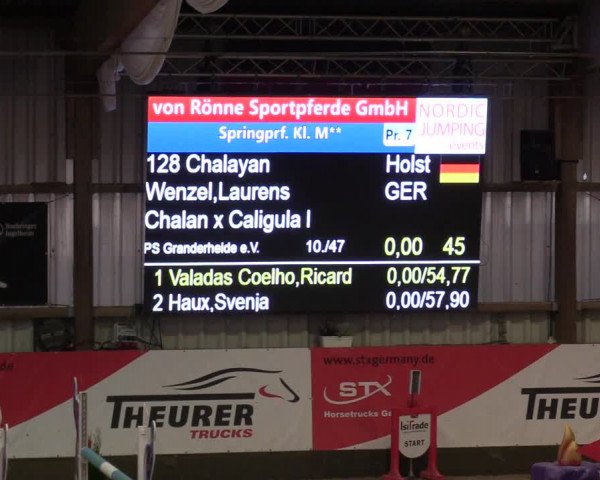 von Rönne Sportpferde GmbH
NORDIC
JUMPING
events
Springprf. Kl. M** Pr. 7
128 Chalayan Holst
Wenzel,Laurens GER
Chalan x Caligula I
PS Granderheide e.V. 10./47 0,00 45
1 Valadas Coelho,Ricard 0,00/54,77
2 Haux,Svenja 0,00/57,90
www.stxgermany.de
THEURER
TRUCKS
STX
Horsetrucks
IsiTrade
START
THEURER